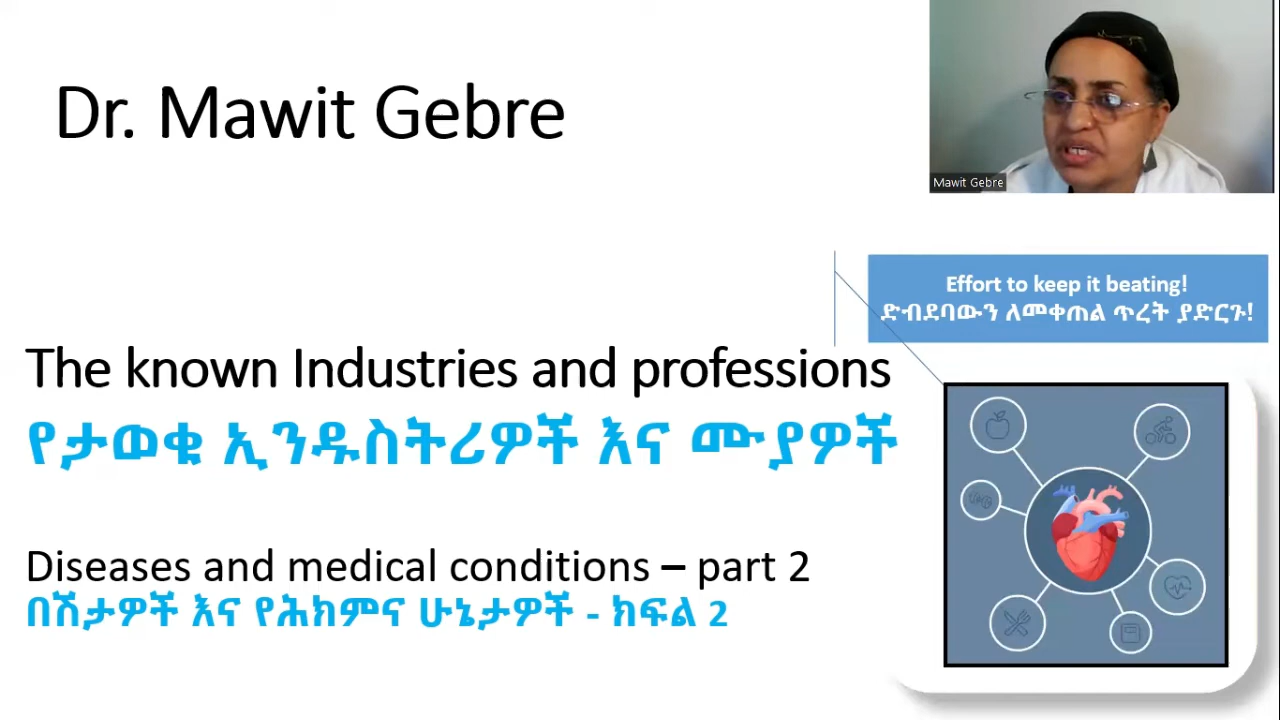 Dr. Mawit Gebre
Mawit Gebre
Effort to keep it beating!
ድብደባውን ለመቀጠል ጥረት ያድርጉ!
The known Industries and professions
የታወቁ ኢንዱስትሪዎች እና ሙያዎች
Diseases and medical conditions – part 2
በሽታዎች እና የሕክምና ሁኔታዎች - ክፍል 2